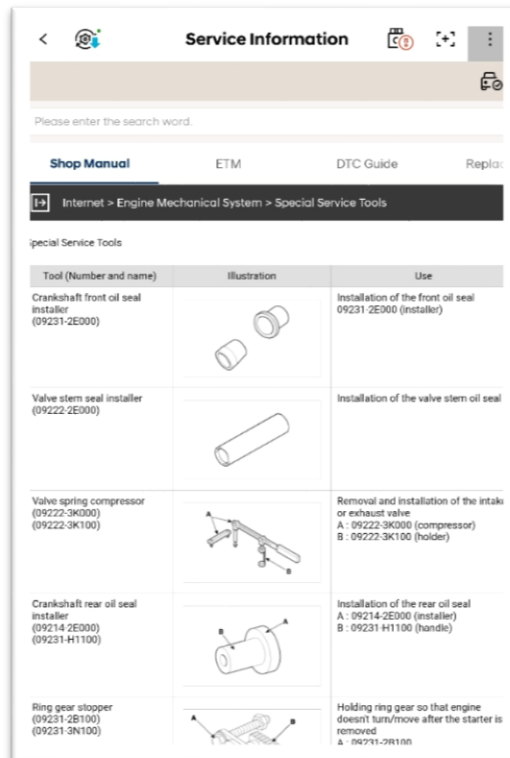 Service Information
Please enter the search word.
Shop Manual ETM DTC Guide Replac
Internet > Engine Mechanical System > Special Service Tools
Special Service Tools
Tool (Number and name) Illustration Use
Crankshaft front oil seal
installer
(09231-2E000)
Installation of the front oil seal
09231-2E000 (installer)
Valve stem seal installer
(09222-2E000)
Installation of the valve stem oil seal
Valve spring compressor
(09222-3K000)
(09222-3K100)
A
B
Removal and installation of the intake
or exhaust valve
A : 09222-3K000 (compressor)
B : 09222-3K100 (holder)
Crankshaft rear oil seal
installer
(09214-2E000)
(09231-H1100)
B
A
Installation of the rear oil seal
A : 09214-2E000 (installer)
B : 09231-H1100 (handle)
Ring gear stopper
(09231-2B100)
(09231-3N100)
A
B
Holding ring gear so that engine
doesn't turn/move after the starter is
removed
A : 09231-2B100